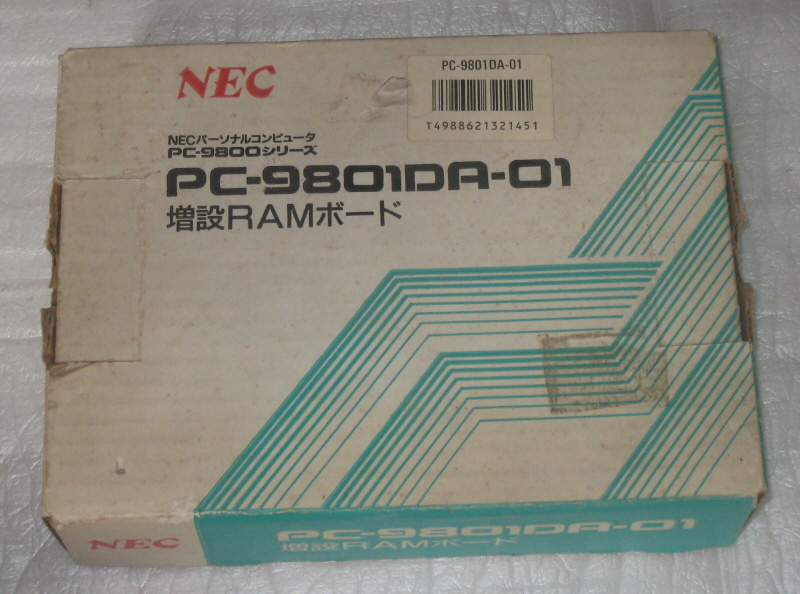 NEC
PC-9801DA-01
T4988621321451
NECパーソナルコンピュータ
PC-9800シリーズ
PC-9801DA-01
増設RAMボード
NEC
PC-9801DA-01
増設RAMボード